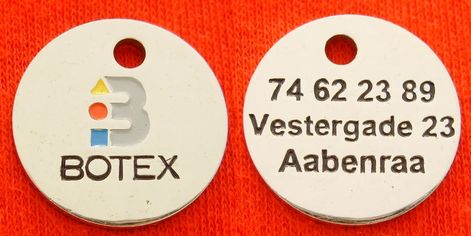 BOTEX
74 62 23 89
Vestergade 23
Aabenraa